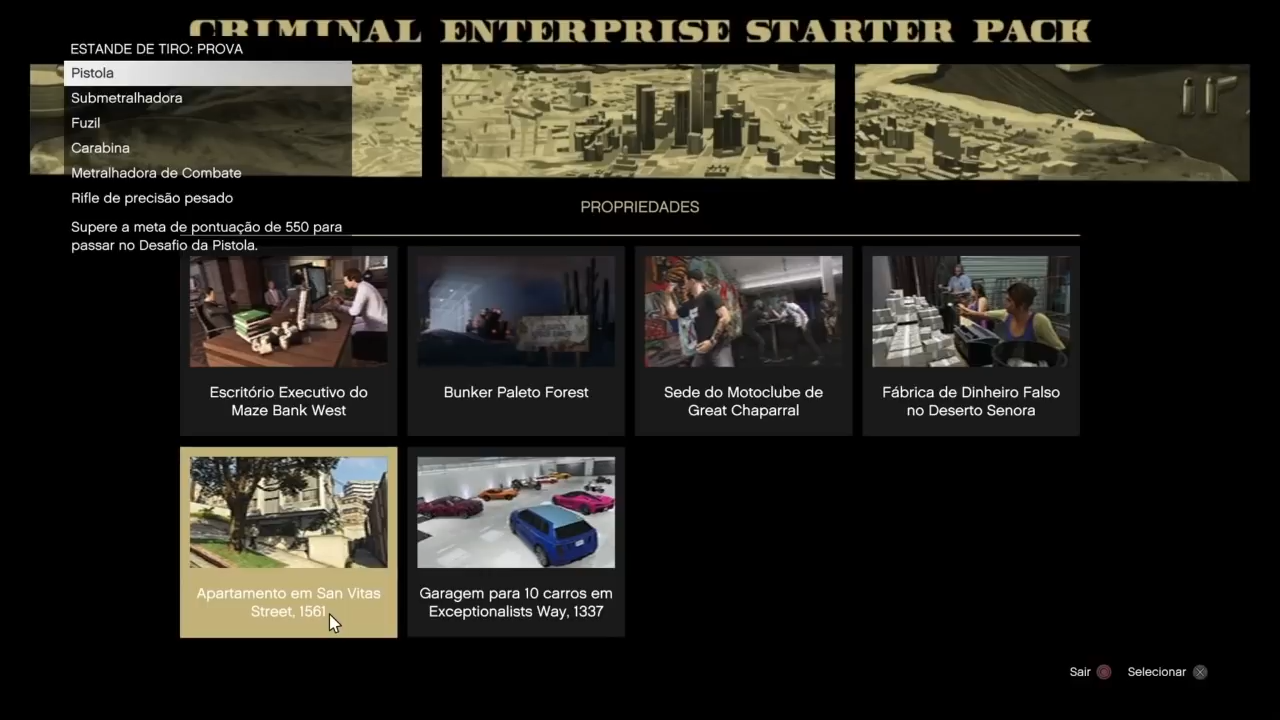 CRIMINAL ENTERPRISE STARTER PACK
ESTANDE DE TIRO: PROVA
Pistola
Submetralhadora
Fuzil
Carabina
Metralhadora de Combate
Rifle de precisão pesado
Supere a meta de pontuação de 550 para
passar no Desafio da Pistola.
PROPRIEDADES
Escritório Executivo do
Maze Bank West
Bunker Paleto Forest
Sede do Motoclube de
Great Chaparral
Fábrica de Dinheiro Falso
no Deserto Senora
Apartamento em San Vitas
Street, 1561
Garagem para 10 carros em
Exceptionalists Way, 1337
Sair
Selecionar